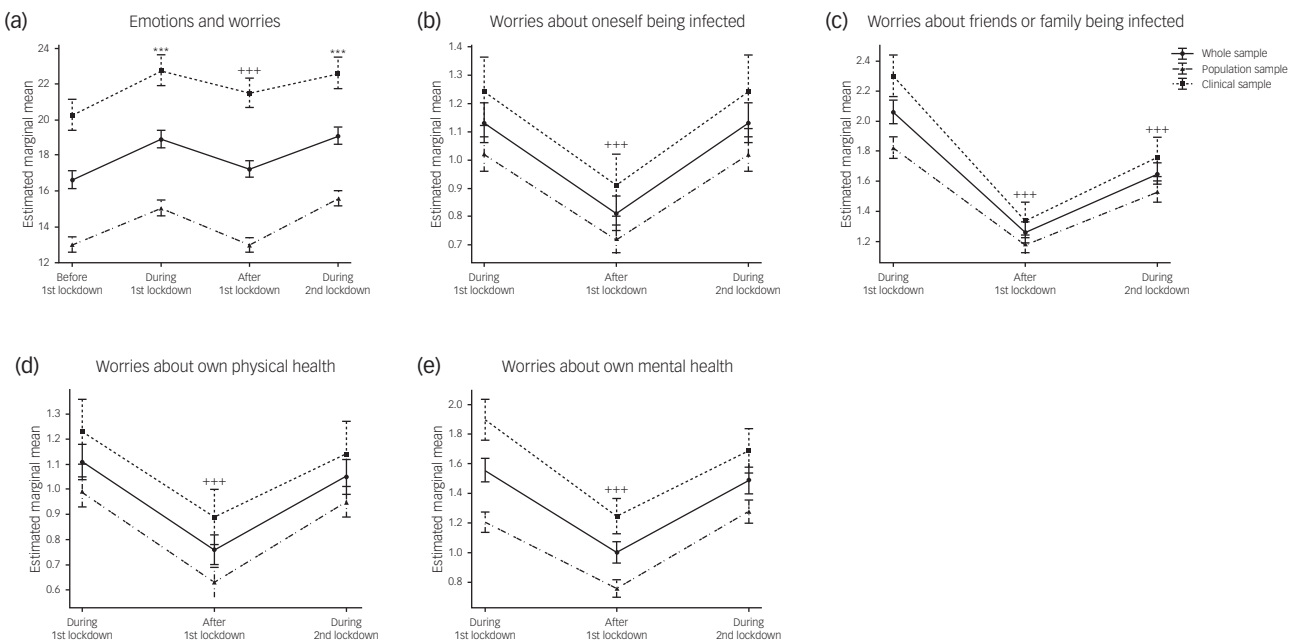 (a)
Emotions and worries
Estimated marginal mean
24
22
20
18
16
14
12
***
+++
***
Before
1st lockdown
During
1st lockdown
After
1st lockdown
During
2nd lockdown
(b)
Worries about oneself being infected
Estimated marginal mean
1.4
1.3
1.2
1.1
1.0
0.9
0.8
0.7
+++
During
1st lockdown
After
1st lockdown
During
2nd lockdown
(c)
Worries about friends or family being infected
Estimated marginal mean
2.4
2.2
2.0
1.8
1.6
1.4
1.2
+++
+++
During
1st lockdown
After
1st lockdown
During
2nd lockdown
Whole sample
Population sample
Clinical sample
(d)
Worries about own physical health
Estimated marginal mean
1.3
1.2
1.1
1.0
0.9
0.8
0.7
0.6
+++
During
1st lockdown
After
1st lockdown
During
2nd lockdown
(e)
Worries about own mental health
Estimated marginal mean
2.0
1.8
1.6
1.4
1.2
1.0
0.8
+++
During
1st lockdown
After
1st lockdown
During
2nd lockdown